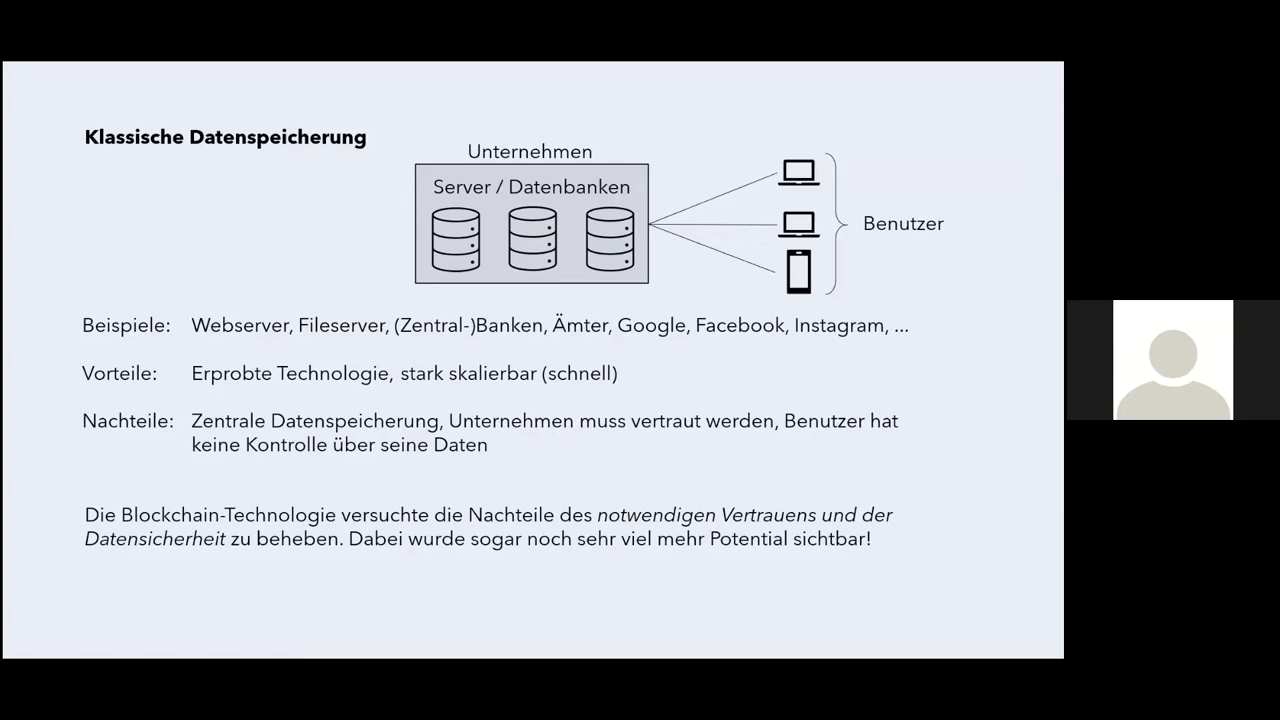 Klassische Datenspeicherung
Unternehmen
Server / Datenbanken
Benutzer
Beispiele: Webserver, Fileserver, (Zentral-)Banken, Ämter, Google, Facebook, Instagram, ...
Vorteile: Erprobte Technologie, stark skalierbar (schnell)
Nachteile: Zentrale Datenspeicherung, Unternehmen muss vertraut werden, Benutzer hat
keine Kontrolle über seine Daten
Die Blockchain-Technologie versuchte die Nachteile des notwendigen Vertrauens und der
Datensicherheit zu beheben. Dabei wurde sogar noch sehr viel mehr Potential sichtbar!